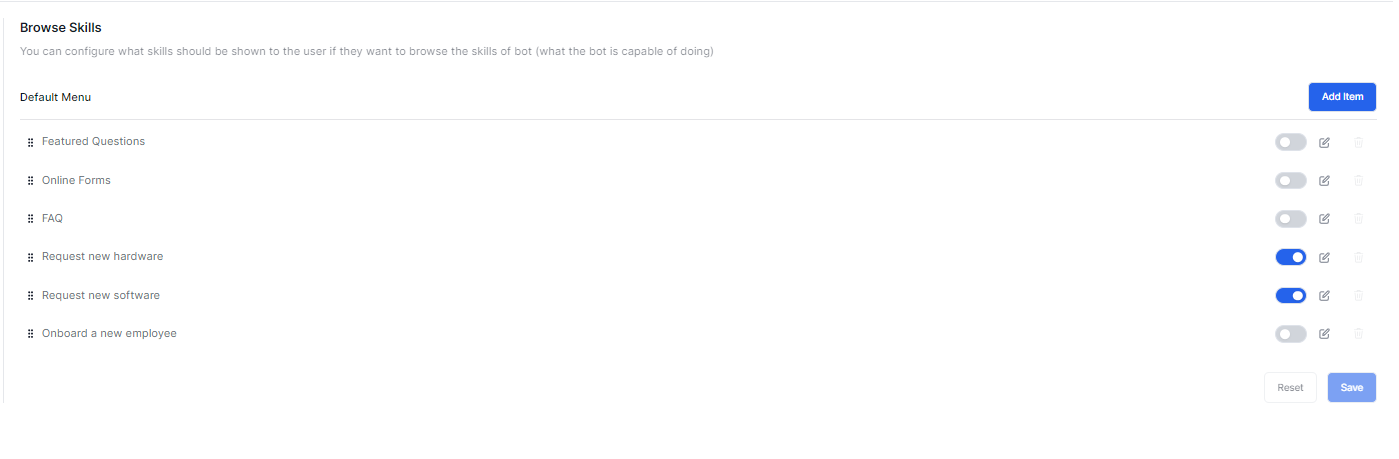 Browse Skills
You can configure what skills should be shown to the user if they want to browse the skills of bot (what the bot is capable of doing)
Default Menu
Add Item
Featured Questions
Online Forms
FAQ
Request new hardware
Request new software
Onboard a new employee
Reset
Save